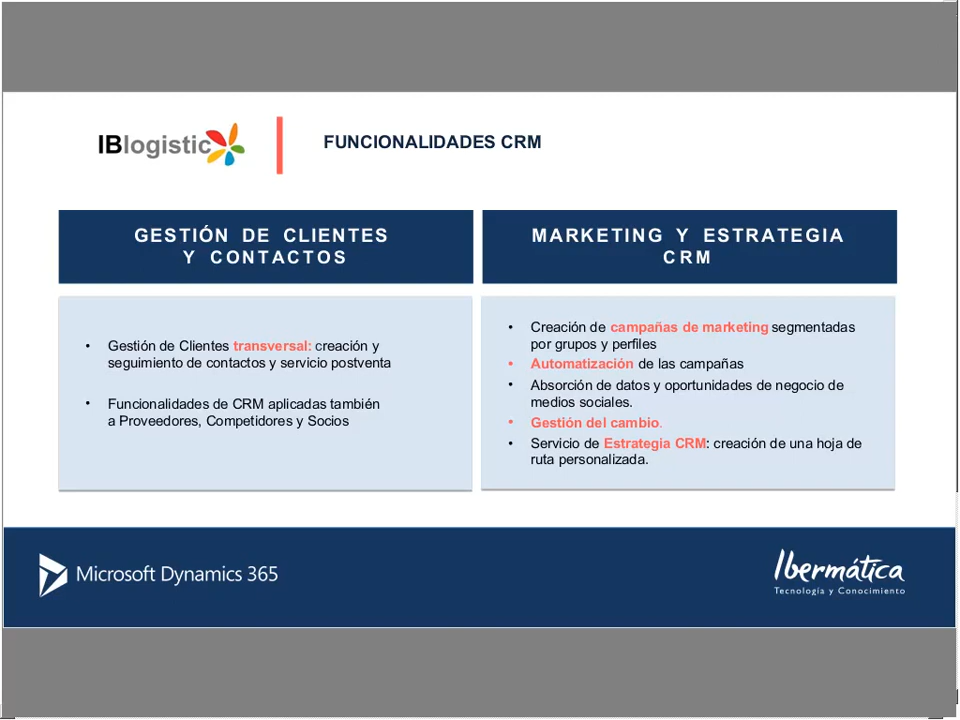 IBlogistic
FUNCIONALIDADES CRM
GESTIÓN DE CLIENTES
Y CONTACTOS
• Gestión de Clientes transversal: creación y
seguimiento de contactos y servicio postventa
• Funcionalidades de CRM aplicadas también
a Proveedores, Competidores y Socios
MARKETING Y ESTRATEGIA
CRM
• Creación de campañas de marketing segmentadas
por grupos y perfiles
• Automatización de las campañas
• Absorción de datos y oportunidades de negocio de
medios sociales.
• Gestión del cambio.
• Servicio de Estrategia CRM: creación de una hoja de
ruta personalizada.
Microsoft Dynamics 365
Ibermática
Tecnología y Conocimiento